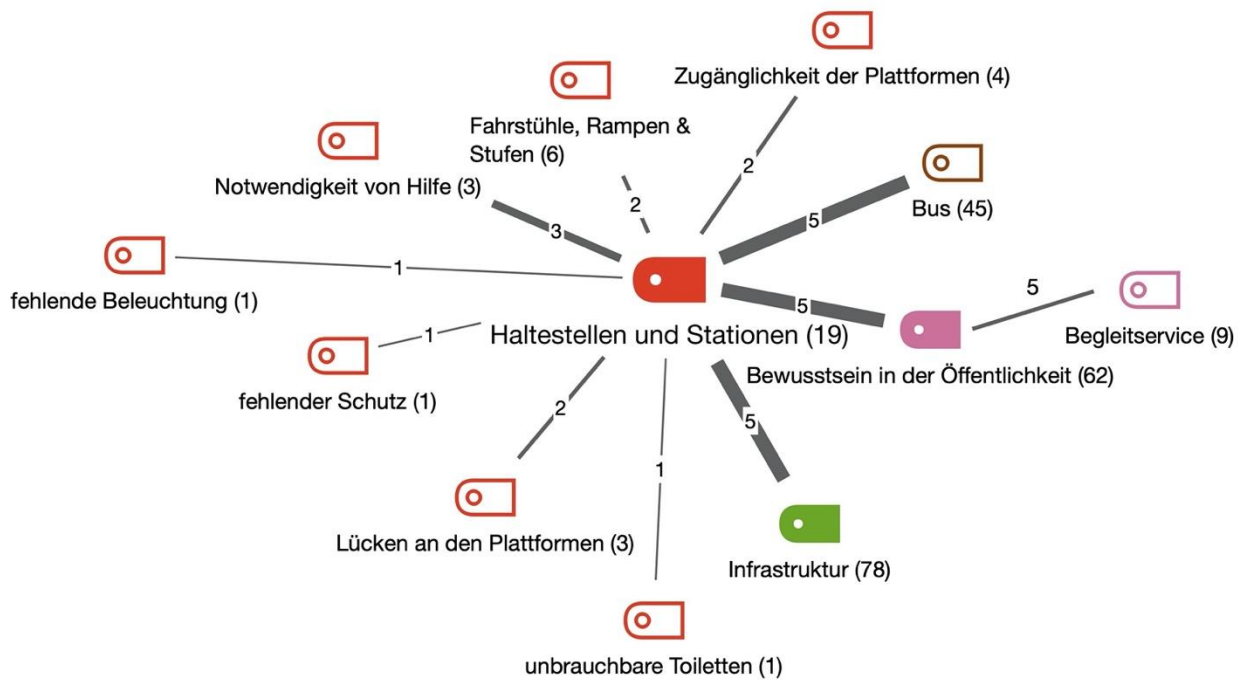 Zugänglichkeit der Plattformen (4)
Fahrstühle, Rampen &
Stufen (6)
Notwendigkeit von Hilfe (3)
2
2
Bus (45)
5
3
1
fehlende Beleuchtung (1)
5
5
Begleitservice (9)
Haltestellen und Stationen (19)
1
Bewusstsein in der Öffentlichkeit (62)
fehlender Schutz (1)
2
5
1
Lücken an den Plattformen (3)
Infrastruktur (78)
unbrauchbare Toiletten (1)